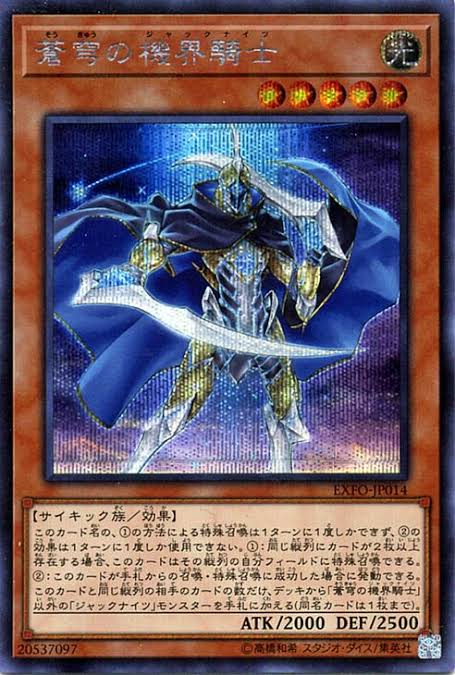 蒼穹の機界騎士
そうきゅう ジャックナイツ
光
EXFO-JP014
【サイキック族／効果】
このカード名の、①の方法による特殊召喚は1ターンに1度しかできず、②の
効果は1ターンに1度しか使用できない。①：同じ縦列にカードが２枚以上
存在する場合、このカードはその縦列の自分フィールドに特殊召喚できる。
②：このカードが手札からの召喚・特殊召喚に成功した場合に発動できる。
このカードと同じ縦列の相手のカードの数だけ、デッキから「蒼穹の機界騎士」
以外の「ジャックナイツ」モンスターを手札に加える（同名カードは１枚まで）。
ATK/2000 DEF/2500
20537097 ©高橋和希 スタジオ・ダイス/集英社